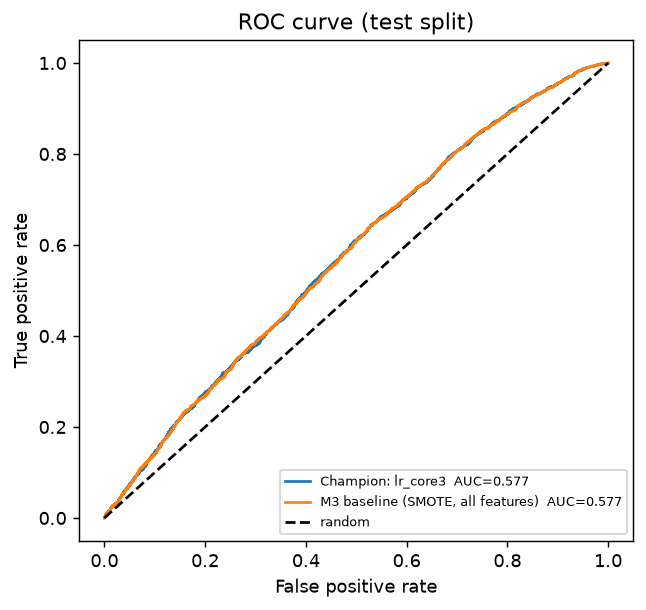 ROC curve (test split)
True positive rate
1.0
0.8
0.6
0.4
0.2
0.0
Champion: lr_core3  AUC=0.577
M3 baseline (SMOTE, all features)  AUC=0.577
random
0.0 0.2 0.4 0.6 0.8 1.0
False positive rate